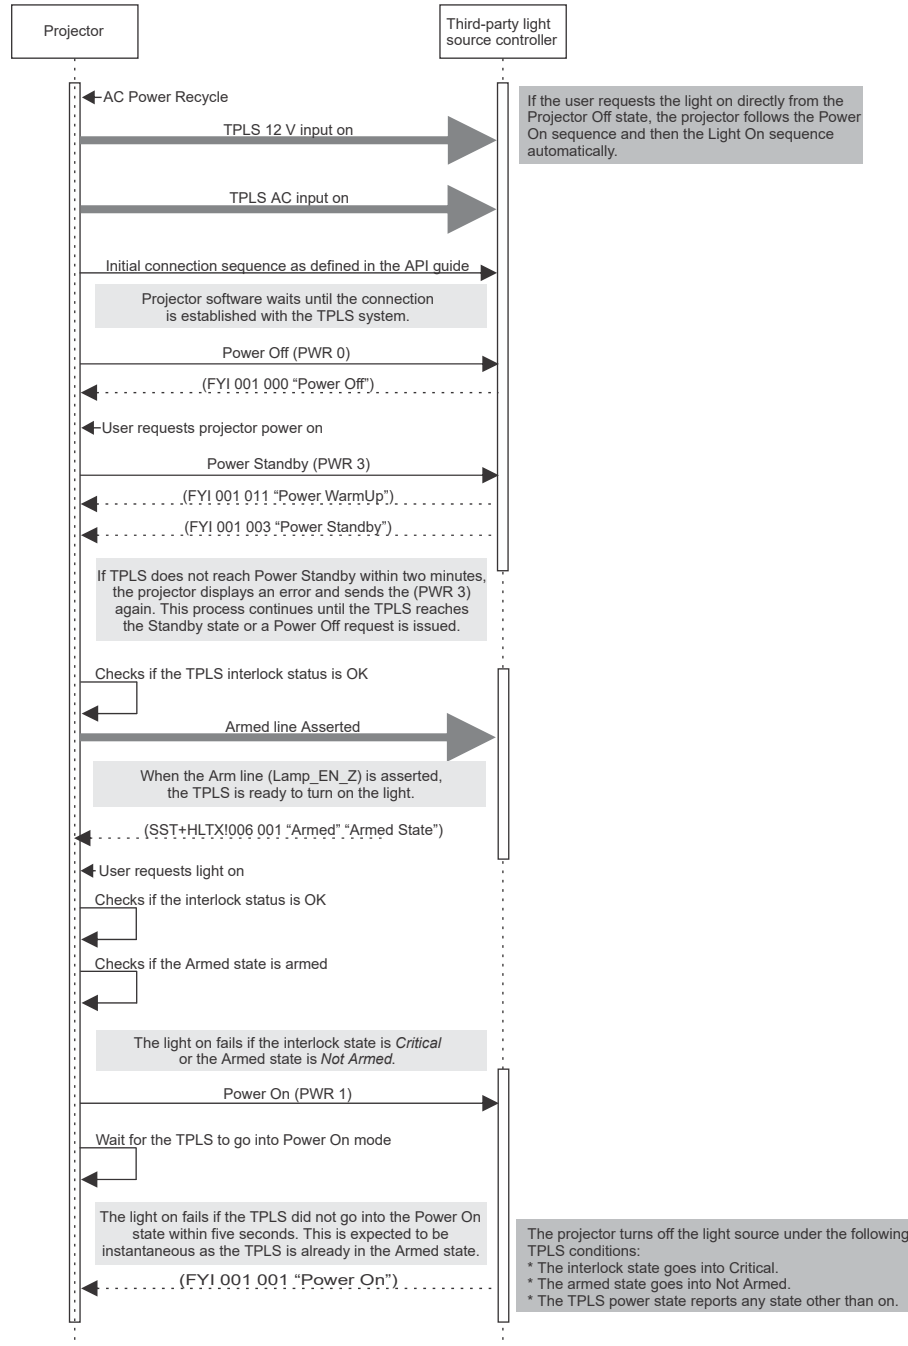 Projector
Third-party light
source controller
AC Power Recycle
If the user requests the light on directly from the
Projector Off state, the projector follows the Power
On sequence and then the Light On sequence
automatically.
TPLS 12 V input on
TPLS AC input on
Initial connection sequence as defined in the API guide
Projector software waits until the connection
is established with the TPLS system.
Power Off (PWR 0)
(FYI 001 000 “Power Off”)
User requests projector power on
Power Standby (PWR 3)
(FYI 001 011 “Power WarmUp”)
(FYI 001 003 “Power Standby”)
If TPLS does not reach Power Standby within two minutes,
the projector displays an error and sends the (PWR 3)
again. This process continues until the TPLS reaches
the Standby state or a Power Off request is issued.
Checks if the TPLS interlock status is OK
Armed line Asserted
When the Arm line (Lamp_EN_Z) is asserted,
the TPLS is ready to turn on the light.
(SST+HLTX!006 001 “Armed” “Armed State”)
User requests light on
Checks if the interlock status is OK
Checks if the Armed state is armed
The light on fails if the interlock state is Critical
or the Armed state is Not Armed.
Power On (PWR 1)
Wait for the TPLS to go into Power On mode
The light on fails if the TPLS did not go into the Power On
state within five seconds. This is expected to be
instantaneous as the TPLS is already in the Armed state.
(FYI 001 001 “Power On”)
The projector turns off the light source under the following
TPLS conditions:
* The interlock state goes into Critical.
* The armed state goes into Not Armed.
* The TPLS power state reports any state other than on.